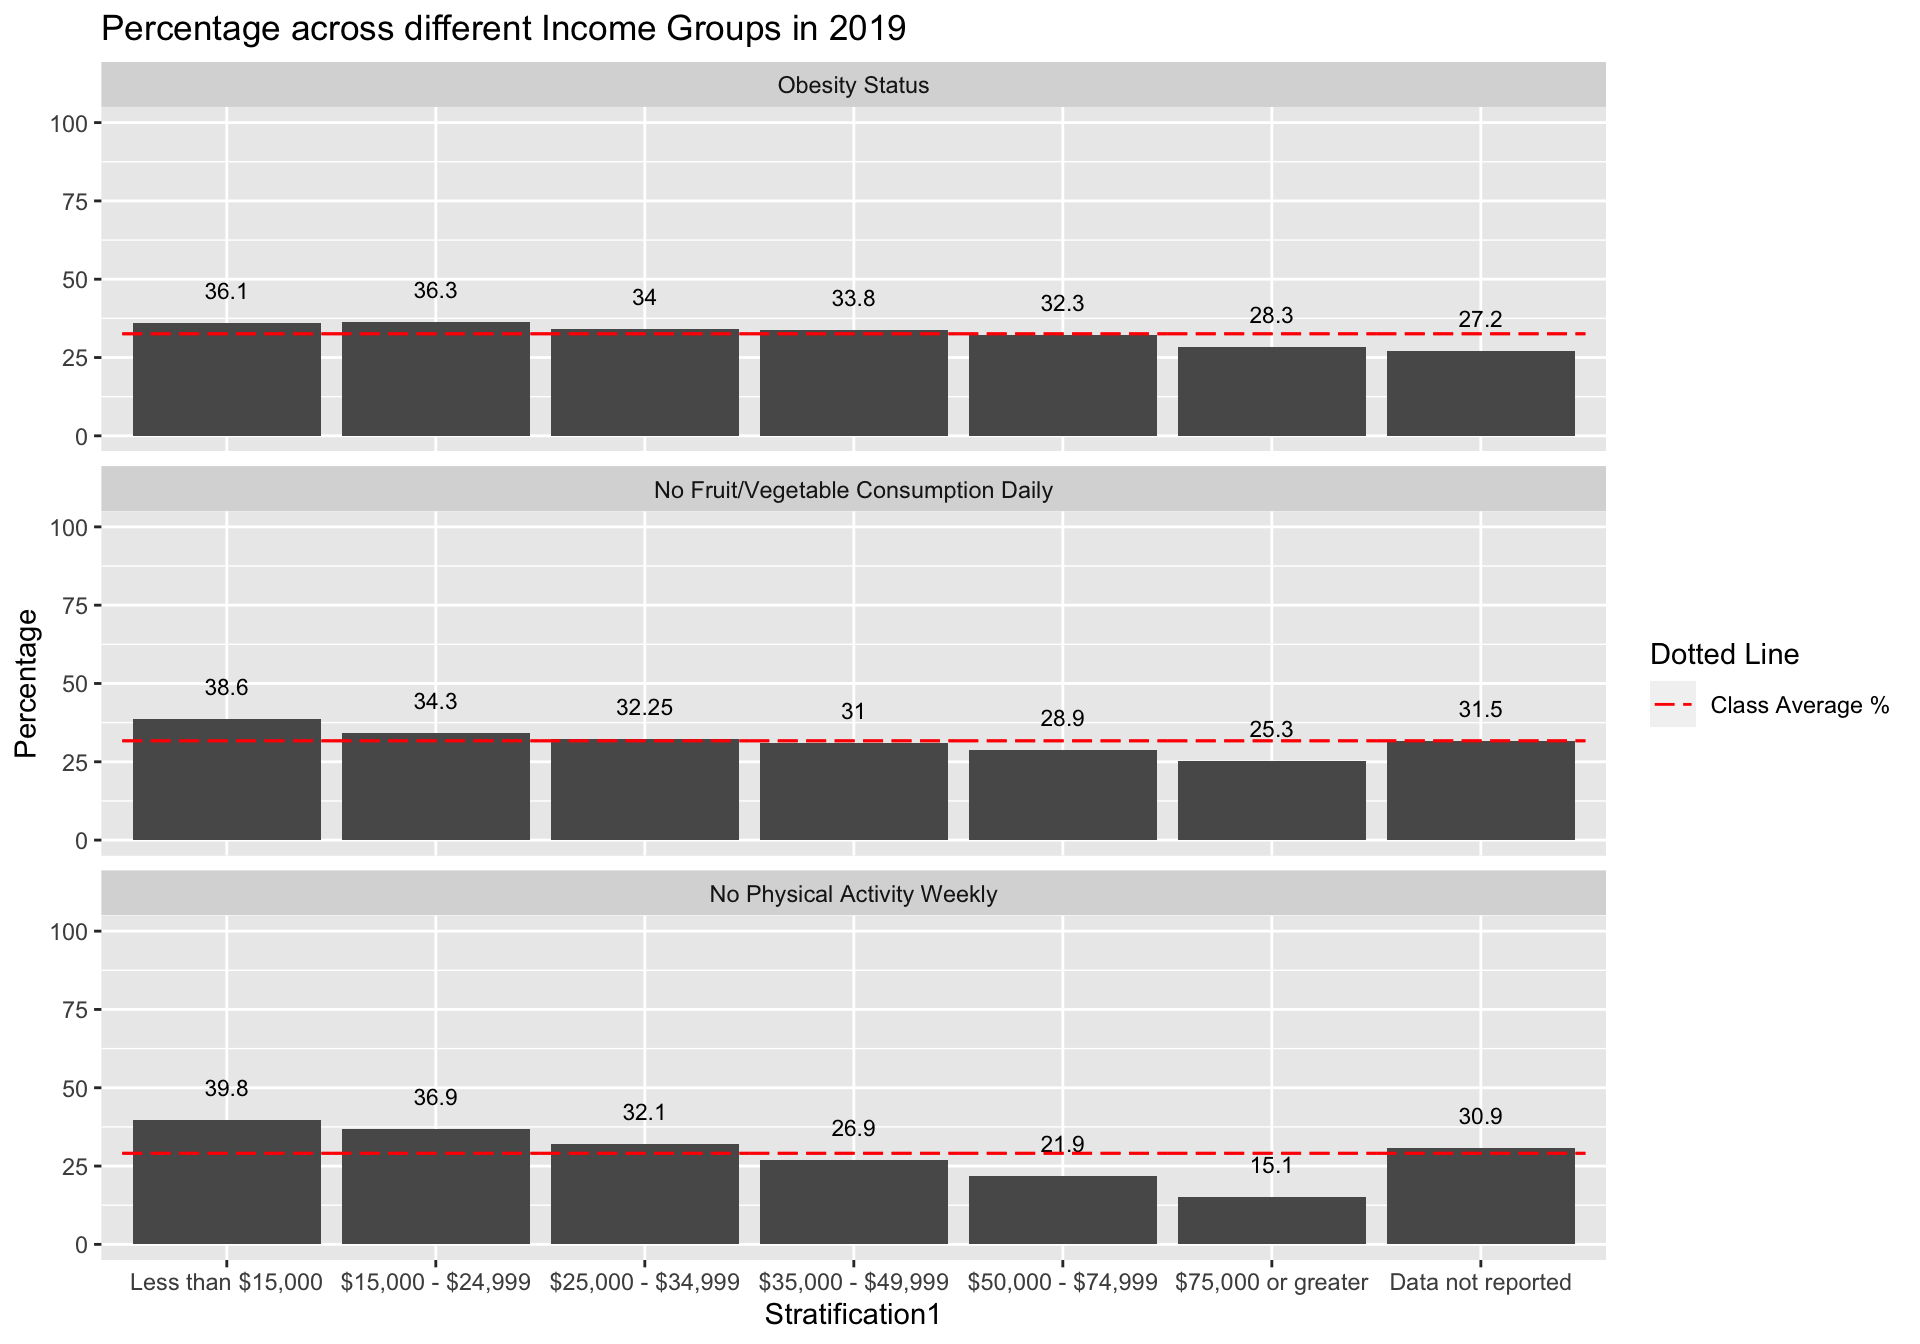 Percentage across different Income Groups in 2019
Obesity Status
100
75
50
25
0
36.1 36.3 34 33.8 32.3 28.3 27.2
No Fruit/Vegetable Consumption Daily
100
75
50
25
0
38.6 34.3 32.25 31 28.9 25.3 31.5
No Physical Activity Weekly
100
75
50
25
0
39.8 36.9 32.1 26.9 21.9 15.1 30.9
Less than $15,000 $15,000 - $24,999 $25,000 - $34,999 $35,000 - $49,999 $50,000 - $74,999 $75,000 or greater Data not reported
Stratification1
Percentage
Dotted Line
Class Average %